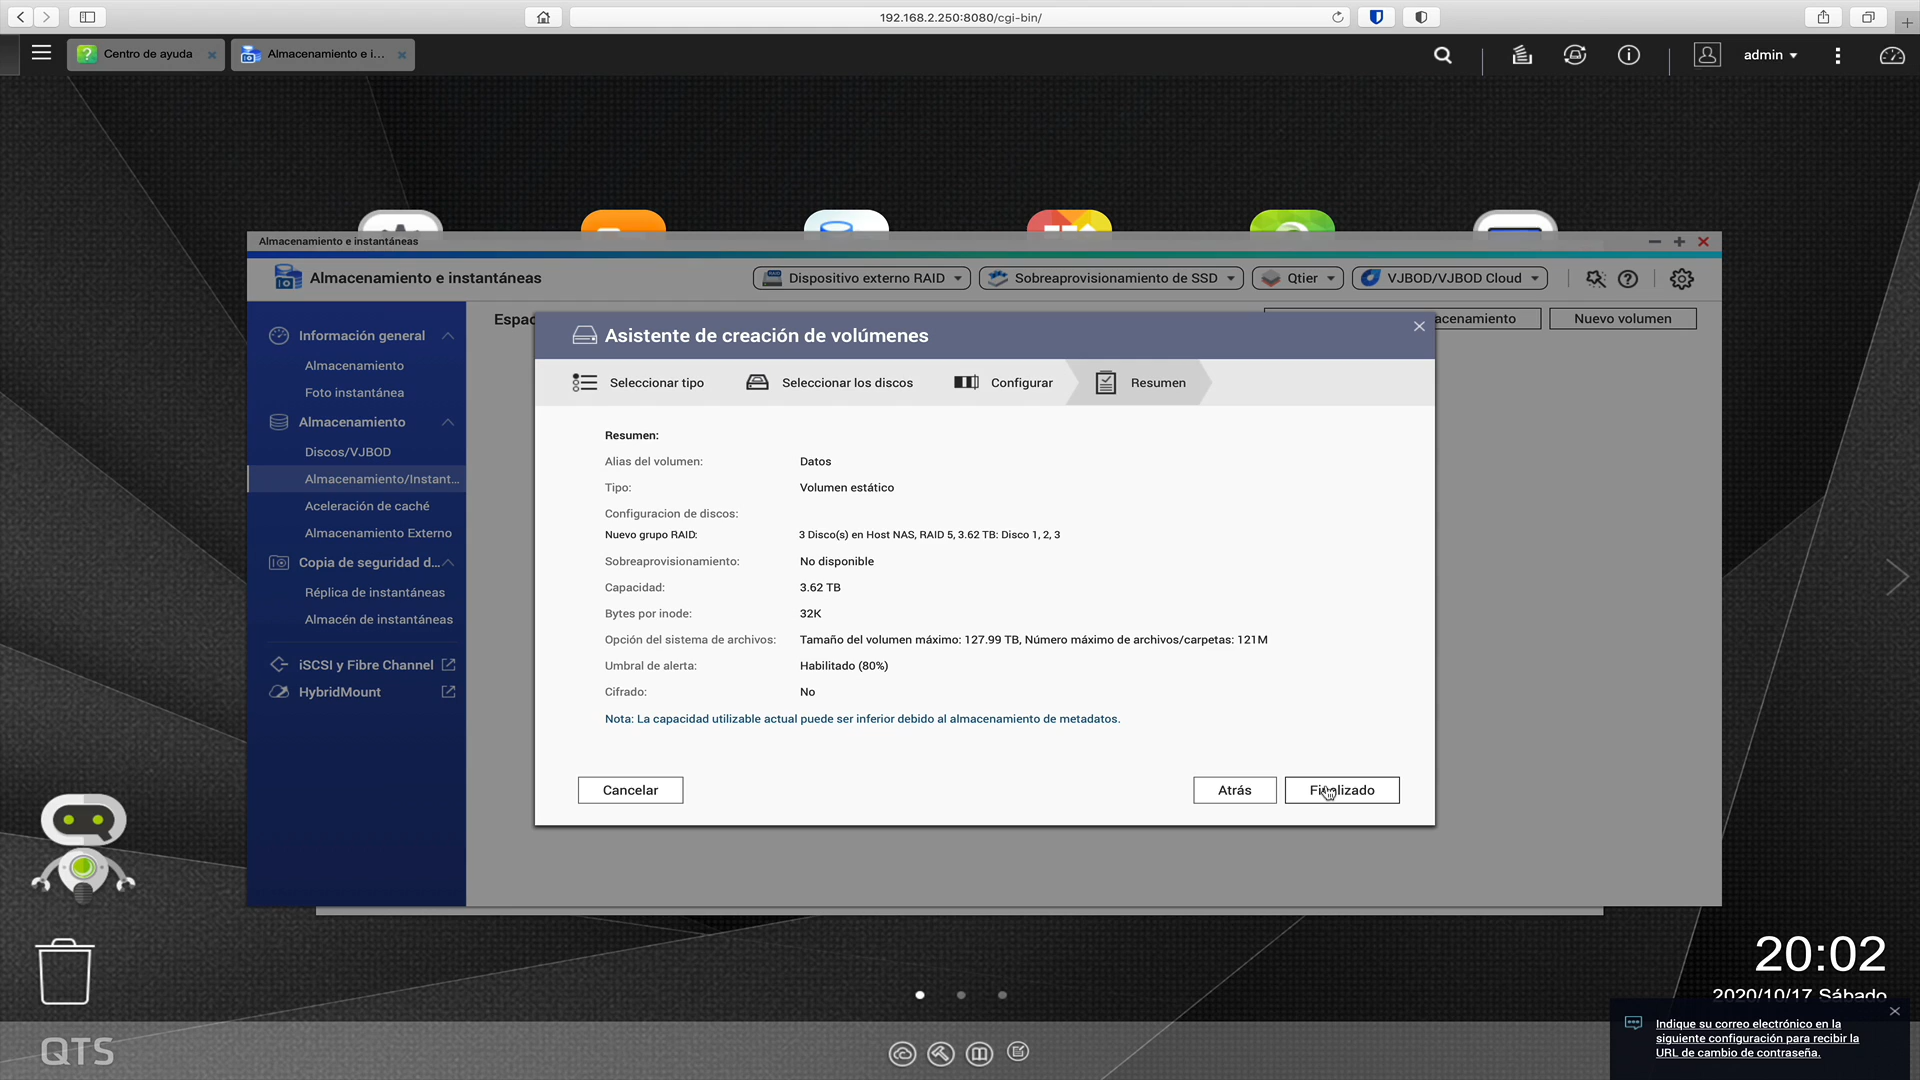 192.168.2.250:8080/cgi-bin/
Centro de ayuda
Almacenamiento e i...
admin
Almacenamiento e instantáneas
Almacenamiento e instantáneas
Dispositivo externo RAID
Sobreaprovisionamiento de SSD
Qtier
VJBOD/VJBOD Cloud
Información general
Almacenamiento
Foto instantánea
Almacenamiento
Discos/VJBOD
Almacenamiento/Instant...
Aceleración de caché
Almacenamiento Externo
Copia de seguridad d...
Réplica de instantáneas
Almacén de instantáneas
iSCSI y Fibre Channel
HybridMount
Nuevo volumen
Asistente de creación de volúmenes
Seleccionar tipo
Seleccionar los discos
Configurar
Resumen
Resumen:
Alias del volumen: Datos
Tipo: Volumen estático
Configuracion de discos:
Nuevo grupo RAID: 3 Disco(s) en Host NAS, RAID 5, 3.62 TB: Disco 1, 2, 3
Sobreaprovisionamiento: No disponible
Capacidad: 3.62 TB
Bytes por inode: 32K
Opción del sistema de archivos: Tamaño del volumen máximo: 127.99 TB, Número máximo de archivos/carpetas: 121M
Umbral de alerta: Habilitado (80%)
Cifrado: No
Nota: La capacidad utilizable actual puede ser inferior debido al almacenamiento de metadatos.
Cancelar
Atrás
Finalizado
20:02
2020/10/17 Sábado
Indique su correo electrónico en la
siguiente configuración para recibir la
URL de cambio de contraseña.
QTS